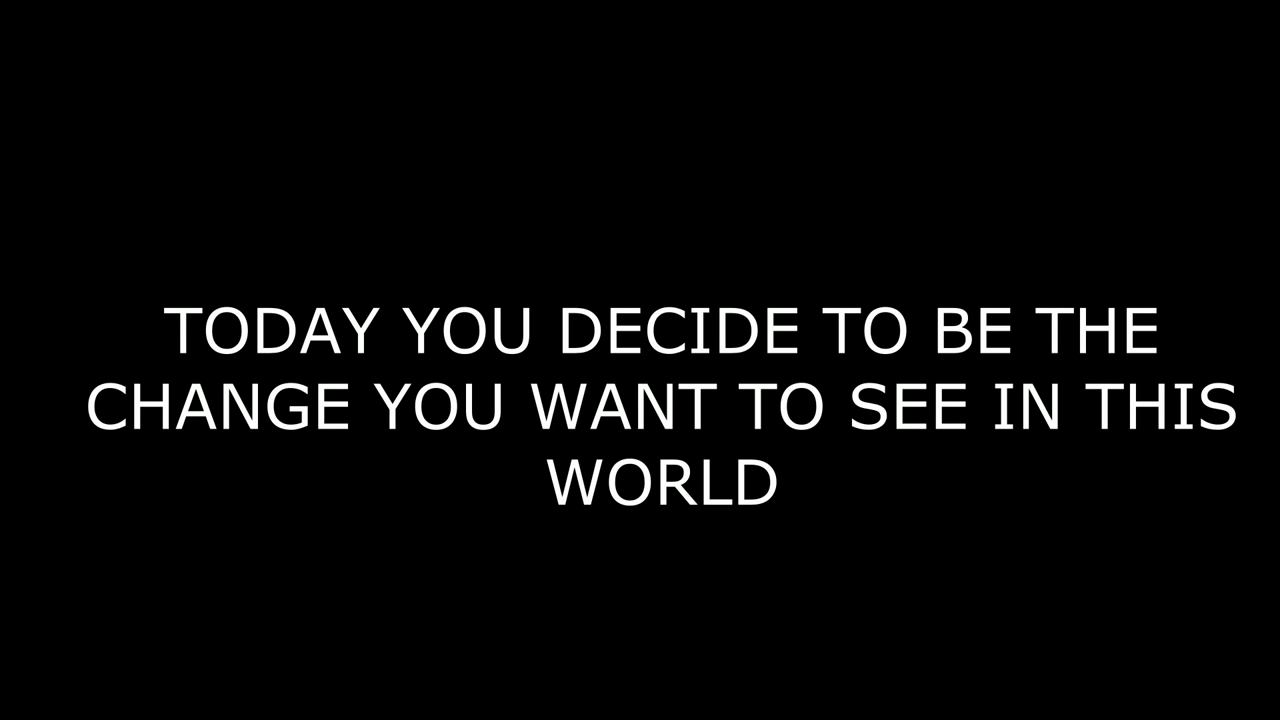 TODAY YOU DECIDE TO BE THE
CHANGE YOU WANT TO SEE IN THIS
WORLD